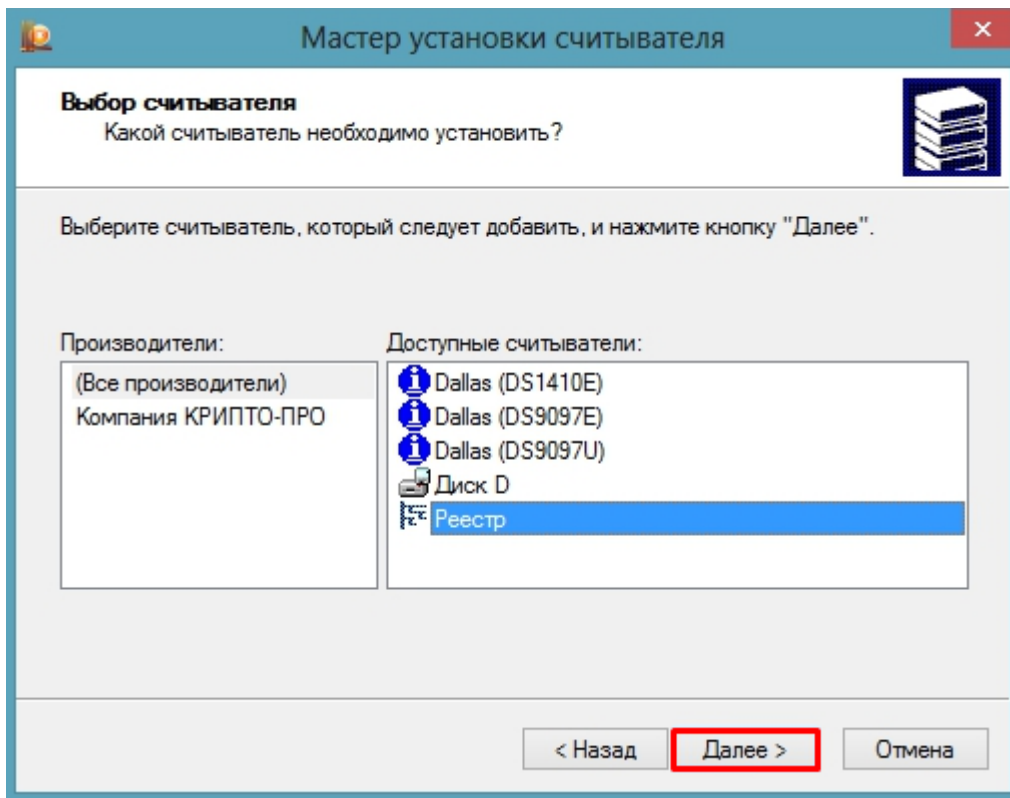 Мастер установки считывателя
Выбор считывателя
Какой считыватель необходимо установить?
Выберите считыватель, который следует добавить, и нажмите кнопку "Далее".
Производители:
(Все производители)
Компания КРИПТО-ПРО
Доступные считыватели:
Dallas (DS1410E)
Dallas (DS9097E)
Dallas (DS9097U)
Диск D
Реестр
< Назад
Далее >
Отмена